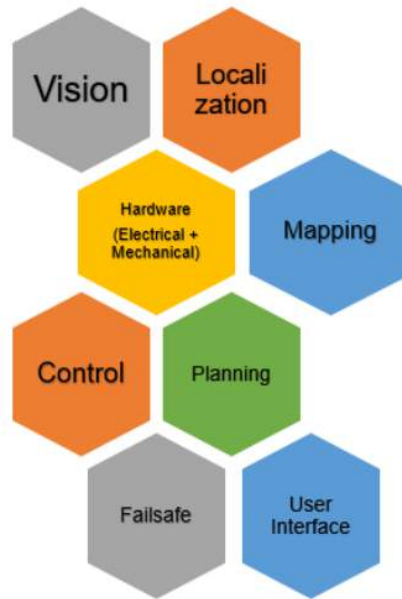 Vision
Locali
zation
Hardware
(Electrical +
Mechanical)
Mapping
Control
Planning
Failsafe
User
Interface